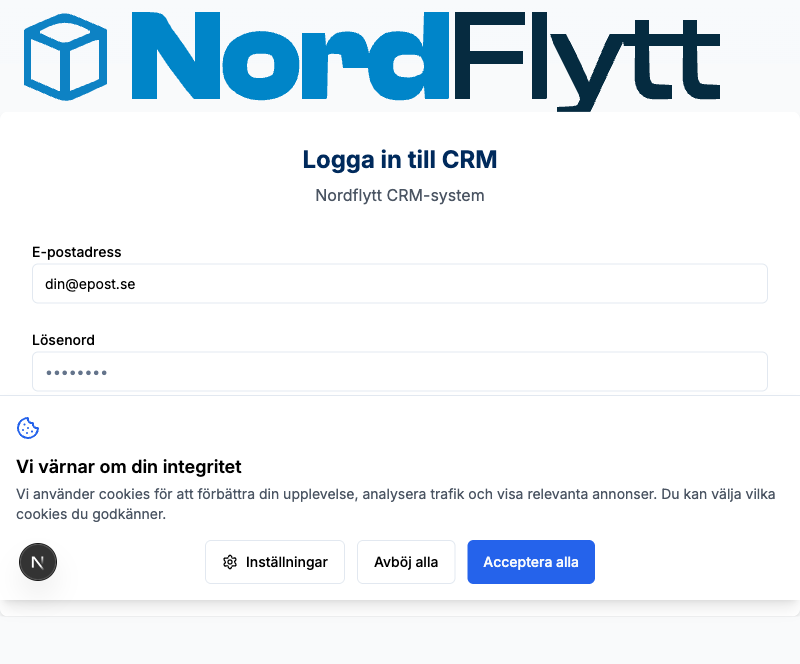 NordFlytt
Logga in till CRM
Nordflytt CRM-system
E-postadress
din@epost.se
Lösenord
••••••••
Vi värnar om din integritet
Vi använder cookies för att förbättra din upplevelse, analysera trafik och visa relevanta annonser. Du kan välja vilka
cookies du godkänner.
N
Inställningar
Avböj alla
Acceptera alla